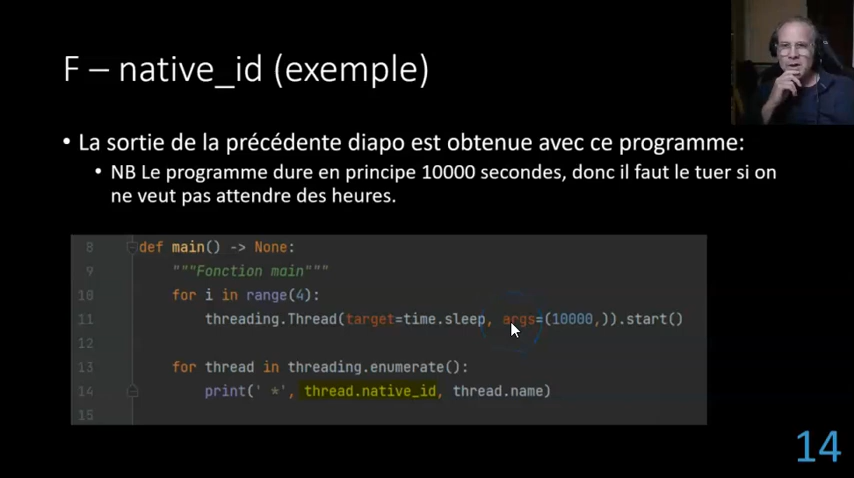 F – native_id (exemple)
• La sortie de la précédente diapo est obtenue avec ce programme:
• NB Le programme dure en principe 10000 secondes, donc il faut le tuer si on
ne veut pas attendre des heures.
8 def main() -> None:
9 """Fonction main"""
10 for i in range(4):
11 threading.Thread(target=time.sleep, args=(10000,)).start()
12
13 for thread in threading.enumerate():
14 print(' *', thread.native_id, thread.name)
15
14